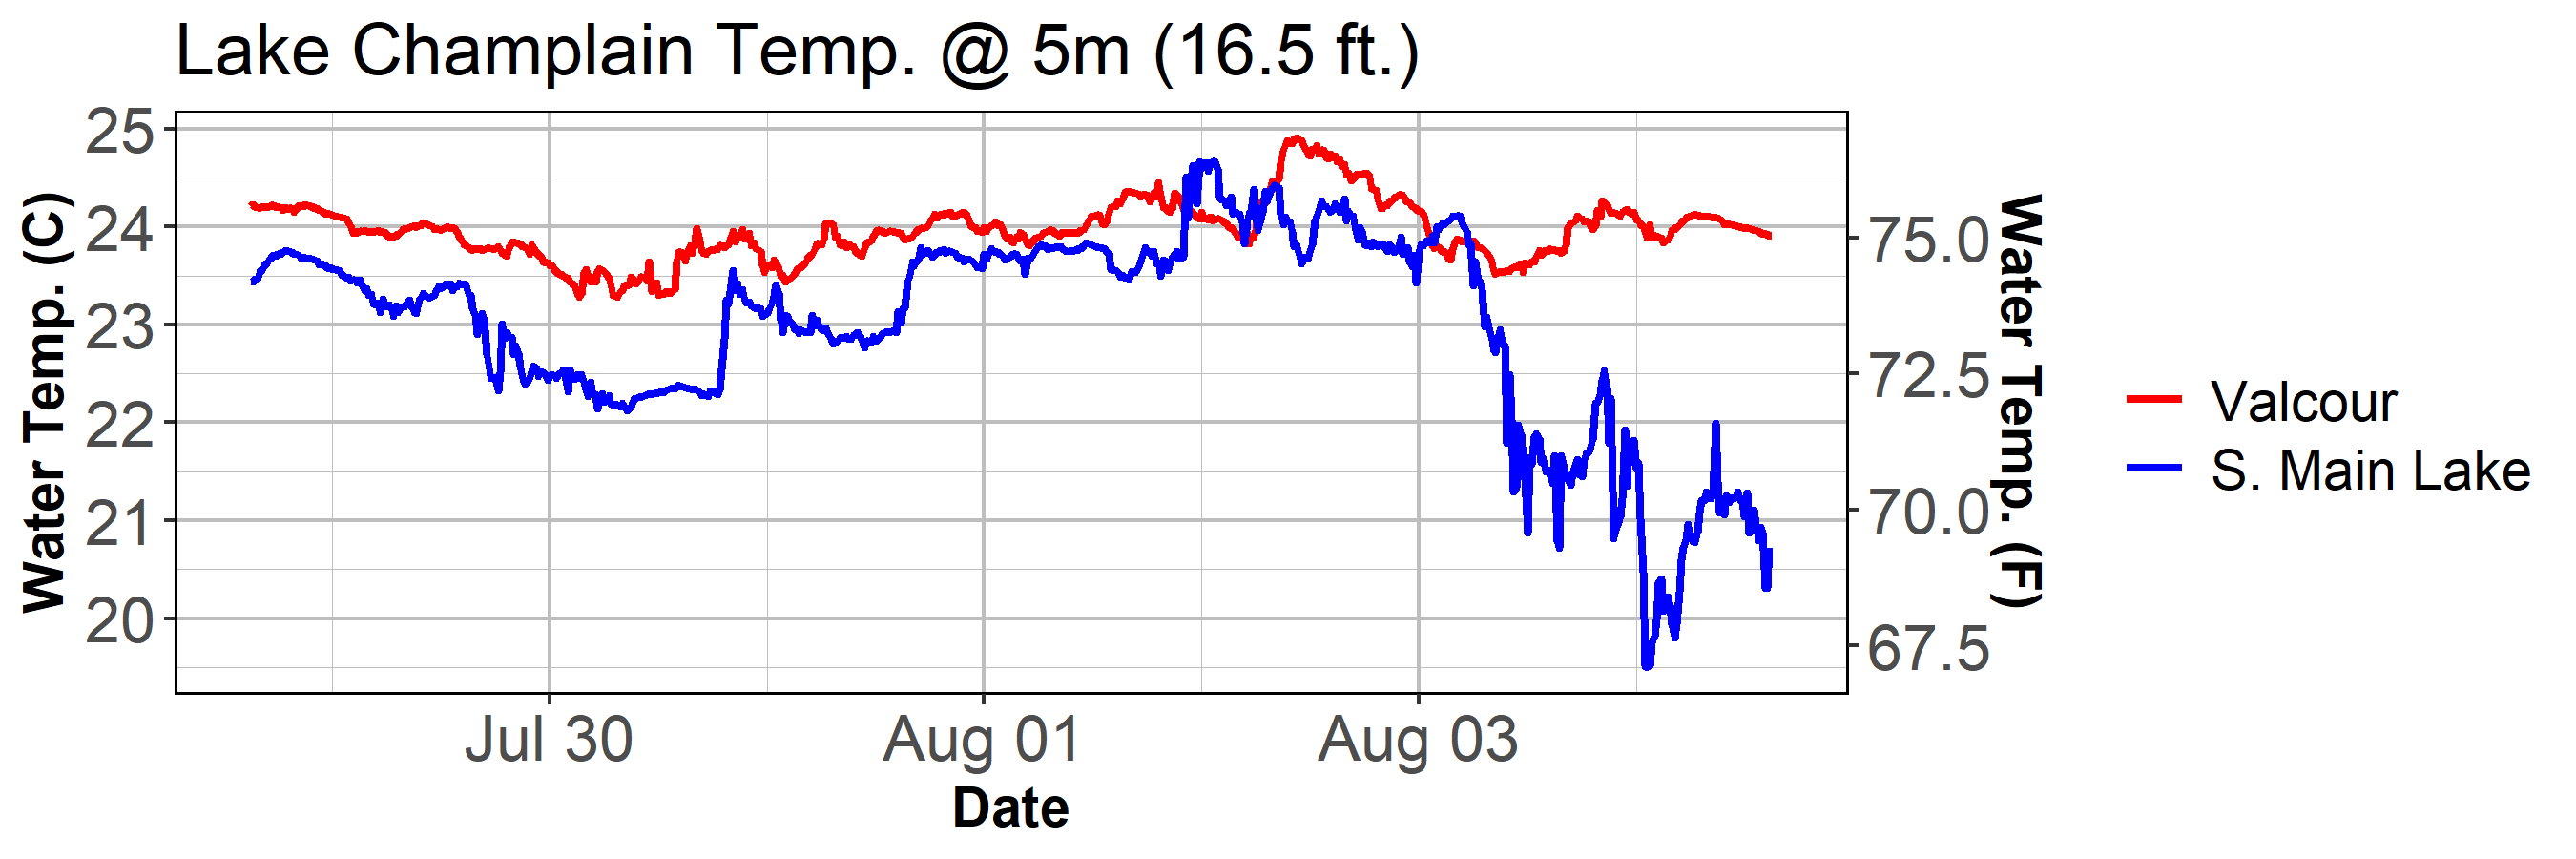 Lake Champlain Temp. @ 5m (16.5 ft.)
Water Temp. (C)
25
24
23
22
21
20
75.0
72.5
70.0
67.5
Water Temp. (F)
Jul 30
Aug 01
Aug 03
Date
Valcour
S. Main Lake